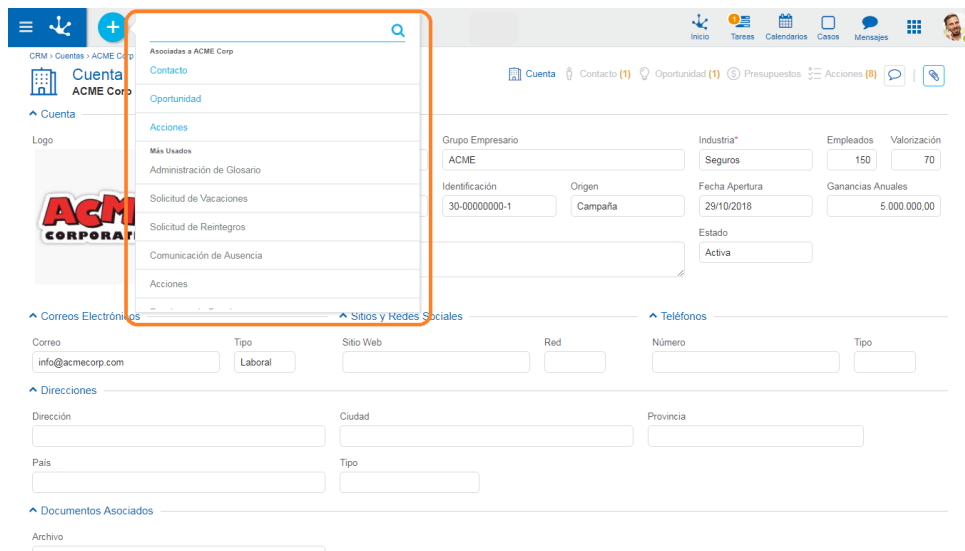 Inicio
1
Tareas
Calendarios
Casos
Mensajes
CRM > Cuentas > ACME Corp
Cuenta
ACME Corp
Cuenta Contacto (1) Oportunidad (1) Presupuestos Acciones (8)
Asociadas a ACME Corp
Contacto
Oportunidad
Acciones
Más Usados
Administración de Glosario
Solicitud de Vacaciones
Solicitud de Reintegros
Comunicación de Ausencia
Acciones
Cuenta
Logo
ACME
CORPORATI
Grupo Empresario
ACME
Industria*
Seguros
Empleados
150
Valorización
70
Identificación
30-00000000-1
Origen
Campaña
Fecha Apertura
29/10/2018
Ganancias Anuales
5.000.000,00
Estado
Activa
Correos Electrónicos
Sitios y Redes Sociales
Teléfonos
Correo
Tipo
Sitio Web
Red
Número
Tipo
info@acmecorp.com
Laboral
Direcciones
Dirección
Ciudad
Provincia
País
Tipo
Documentos Asociados
Archivo